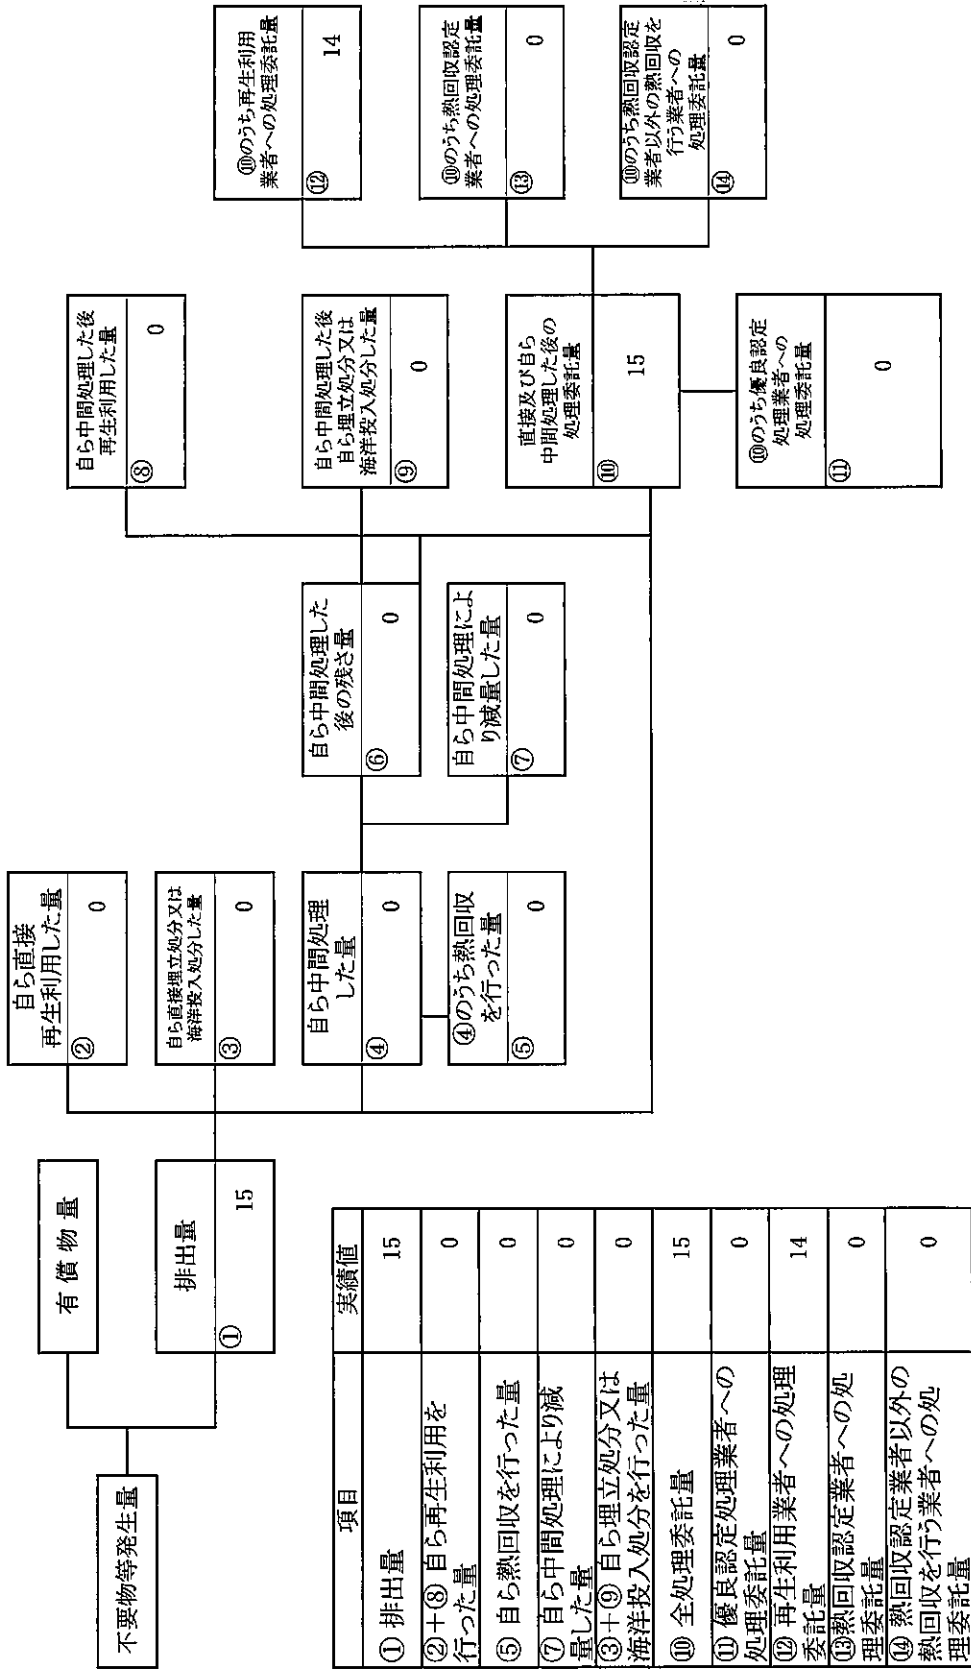 不要物等発生量
有償物量
排出量
①
15
自ら直接
再生利用した量
②
0
自ら直接埋立処分又は
海洋投入処分した量
③
0
自ら中間処理
した量
④
0
④のうち熱回収
を行った量
⑤
0
自ら中間処理した
後の残さ量
⑥
0
自ら中間処理によ
り減量した量
⑦
0
自ら中間処理した後
再生利用した量
⑧
0
自ら中間処理した後
自ら埋立処分又は
海洋投入処分した量
⑨
0
直接及び自ら
中間処理した後の
処理委託量
⑩
15
⑩のうち優良認定
処理業者への
処理委託量
⑪
0
⑩のうち再生利用
業者への処理委託量
⑫
14
⑩のうち熱回収認定
業者への処理委託量
⑬
0
⑩のうち熱回収認定
業者以外の熱回収を
行う業者への
処理委託量
⑭
0
項目 実績値
① 排出量 15
②+⑧ 自ら再生利用を
行った量 0
⑤ 自ら熱回収を行った量 0
⑦ 自ら中間処理により減
量した量 0
③+⑨ 自ら埋立処分又は
海洋投入処分を行った量 0
⑩ 全処理委託量 15
⑪ 優良認定処理業者への
処理委託量 0
⑫ 再生利用業者への処理
委託量 14
⑬熱回収認定業者への処
理委託量 0
⑭ 熱回収認定業者以外の
熱回収を行う業者への処
理委託量 0